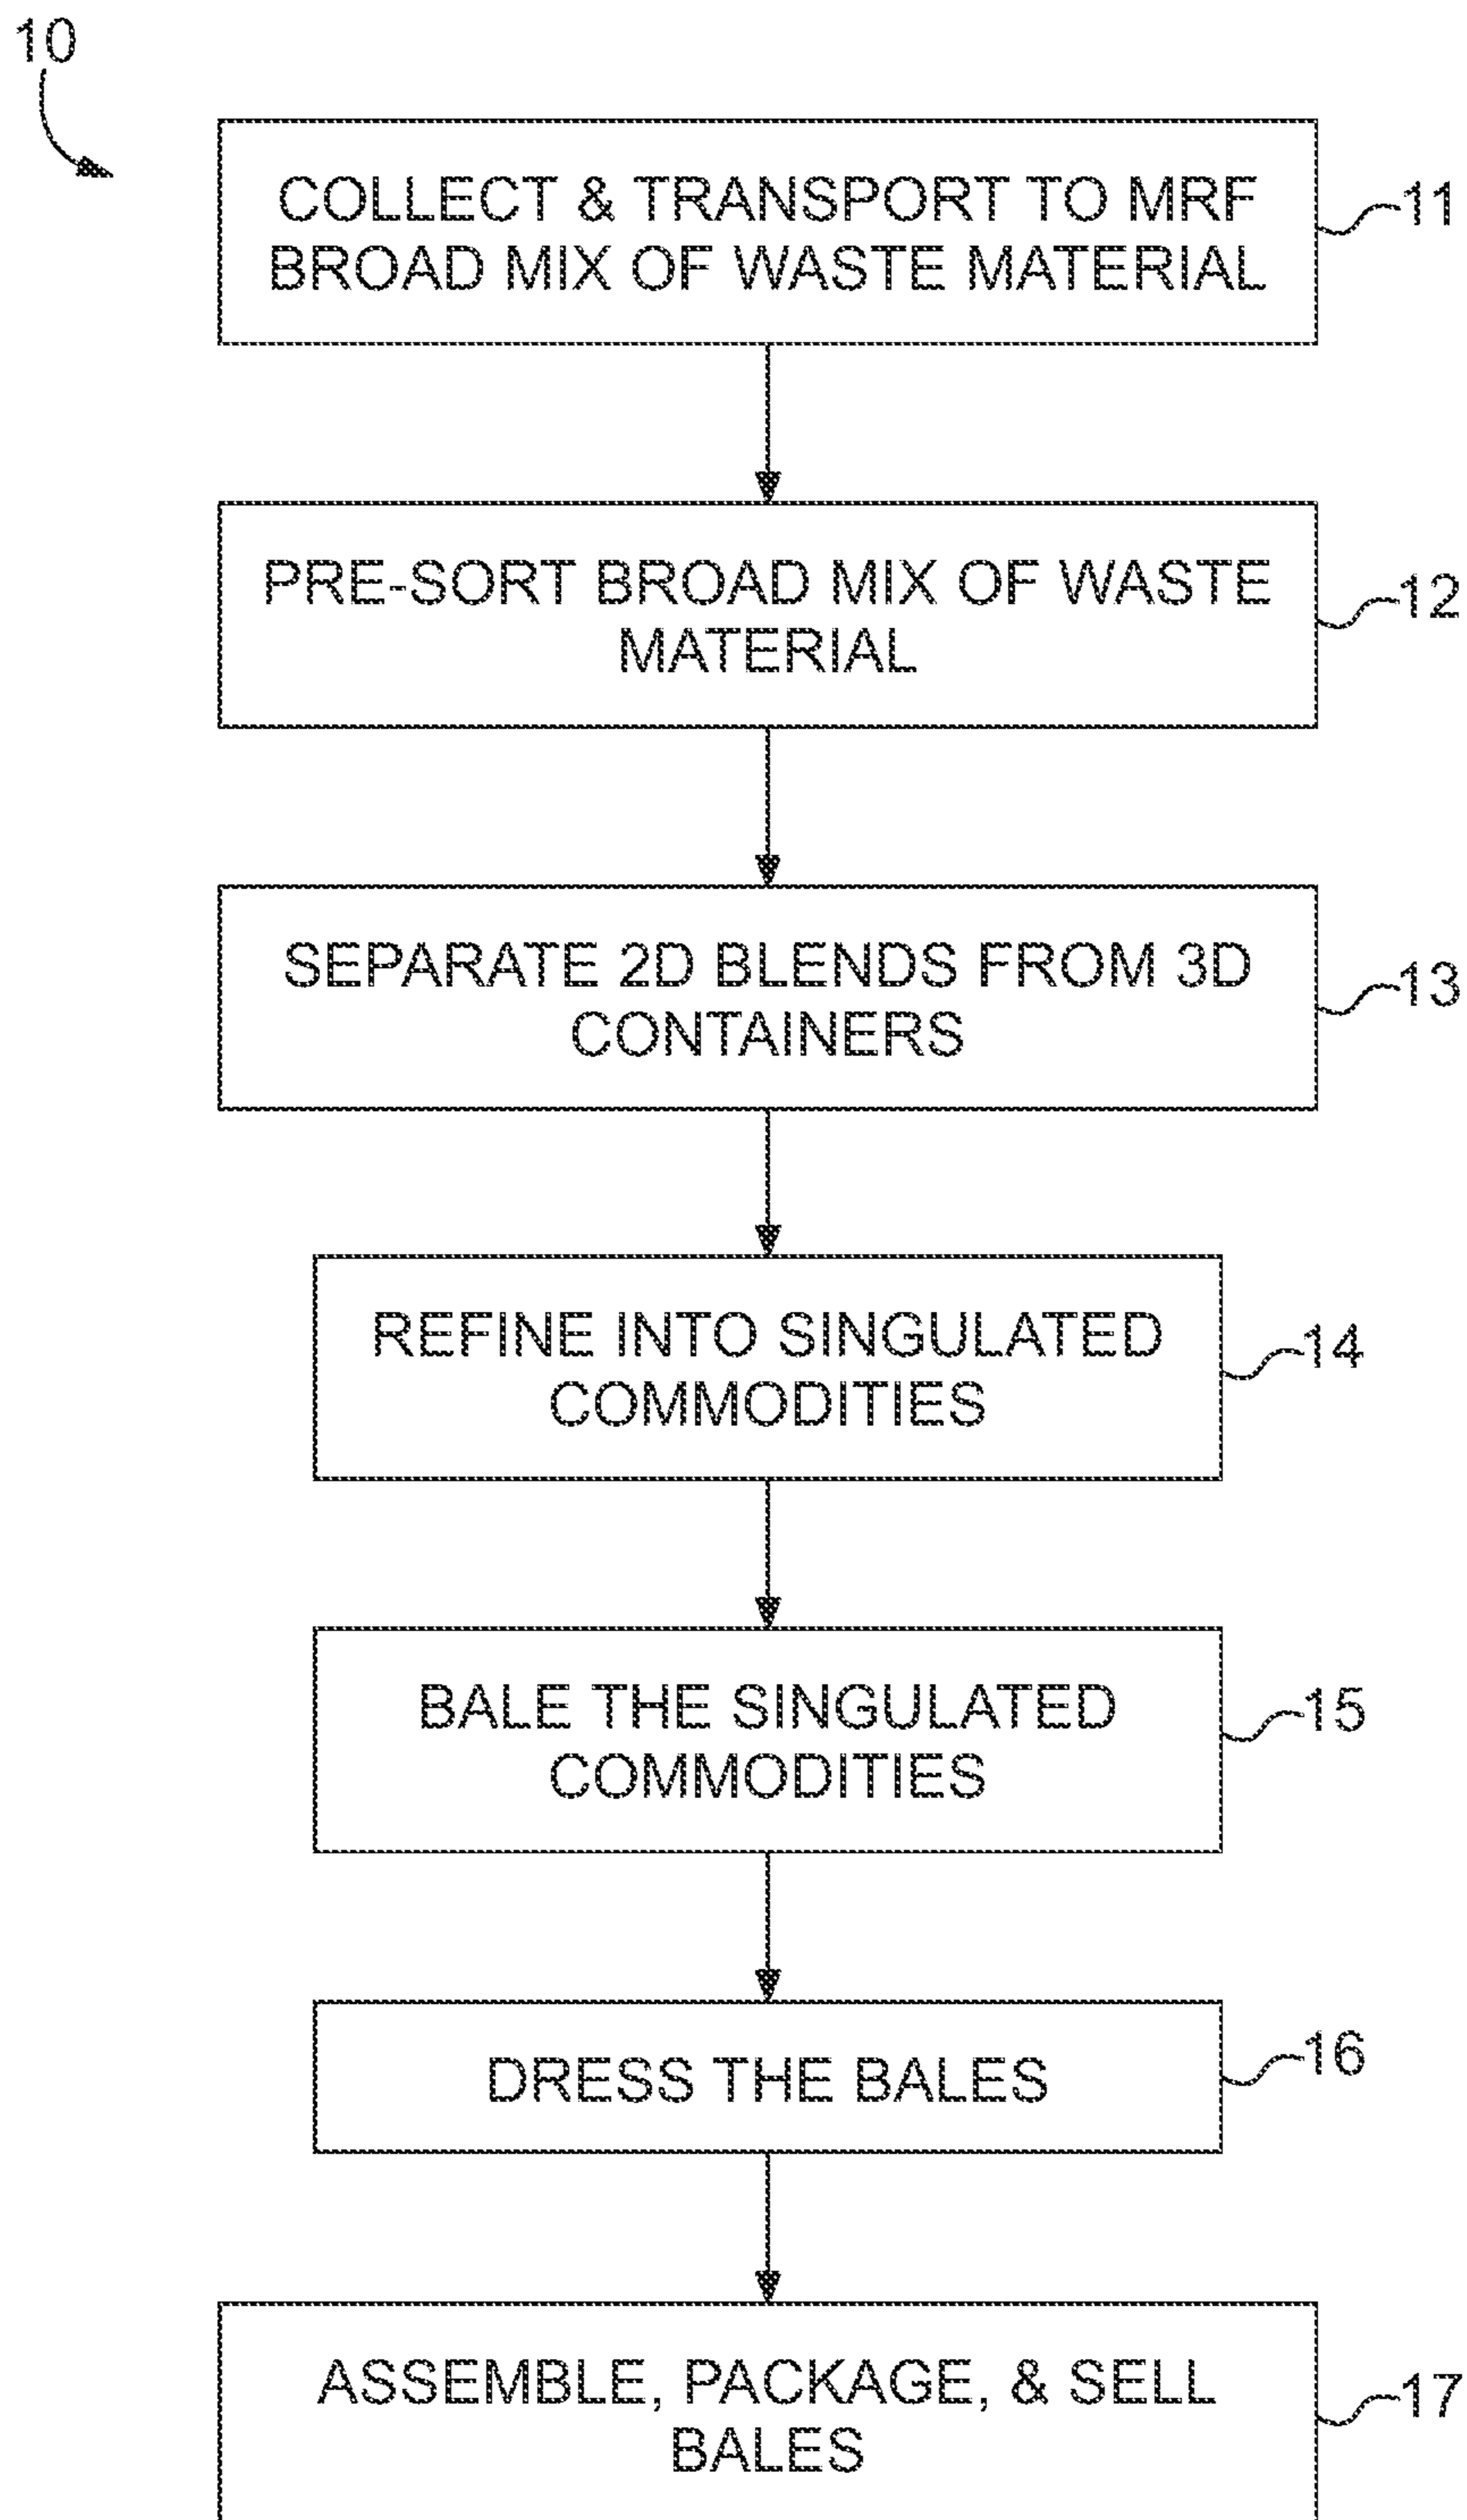 10
COLLECT & TRANSPORT TO MRF
BROAD MIX OF WASTE MATERIAL
11
PRE-SORT BROAD MIX OF WASTE
MATERIAL
12
SEPARATE 2D BLENDS FROM 3D
CONTAINERS
13
REFINE INTO SINGULATED
COMMODITIES
14
BALE THE SINGULATED
COMMODITIES
15
DRESS THE BALES
16
ASSEMBLE, PACKAGE, & SELL
BALES
17